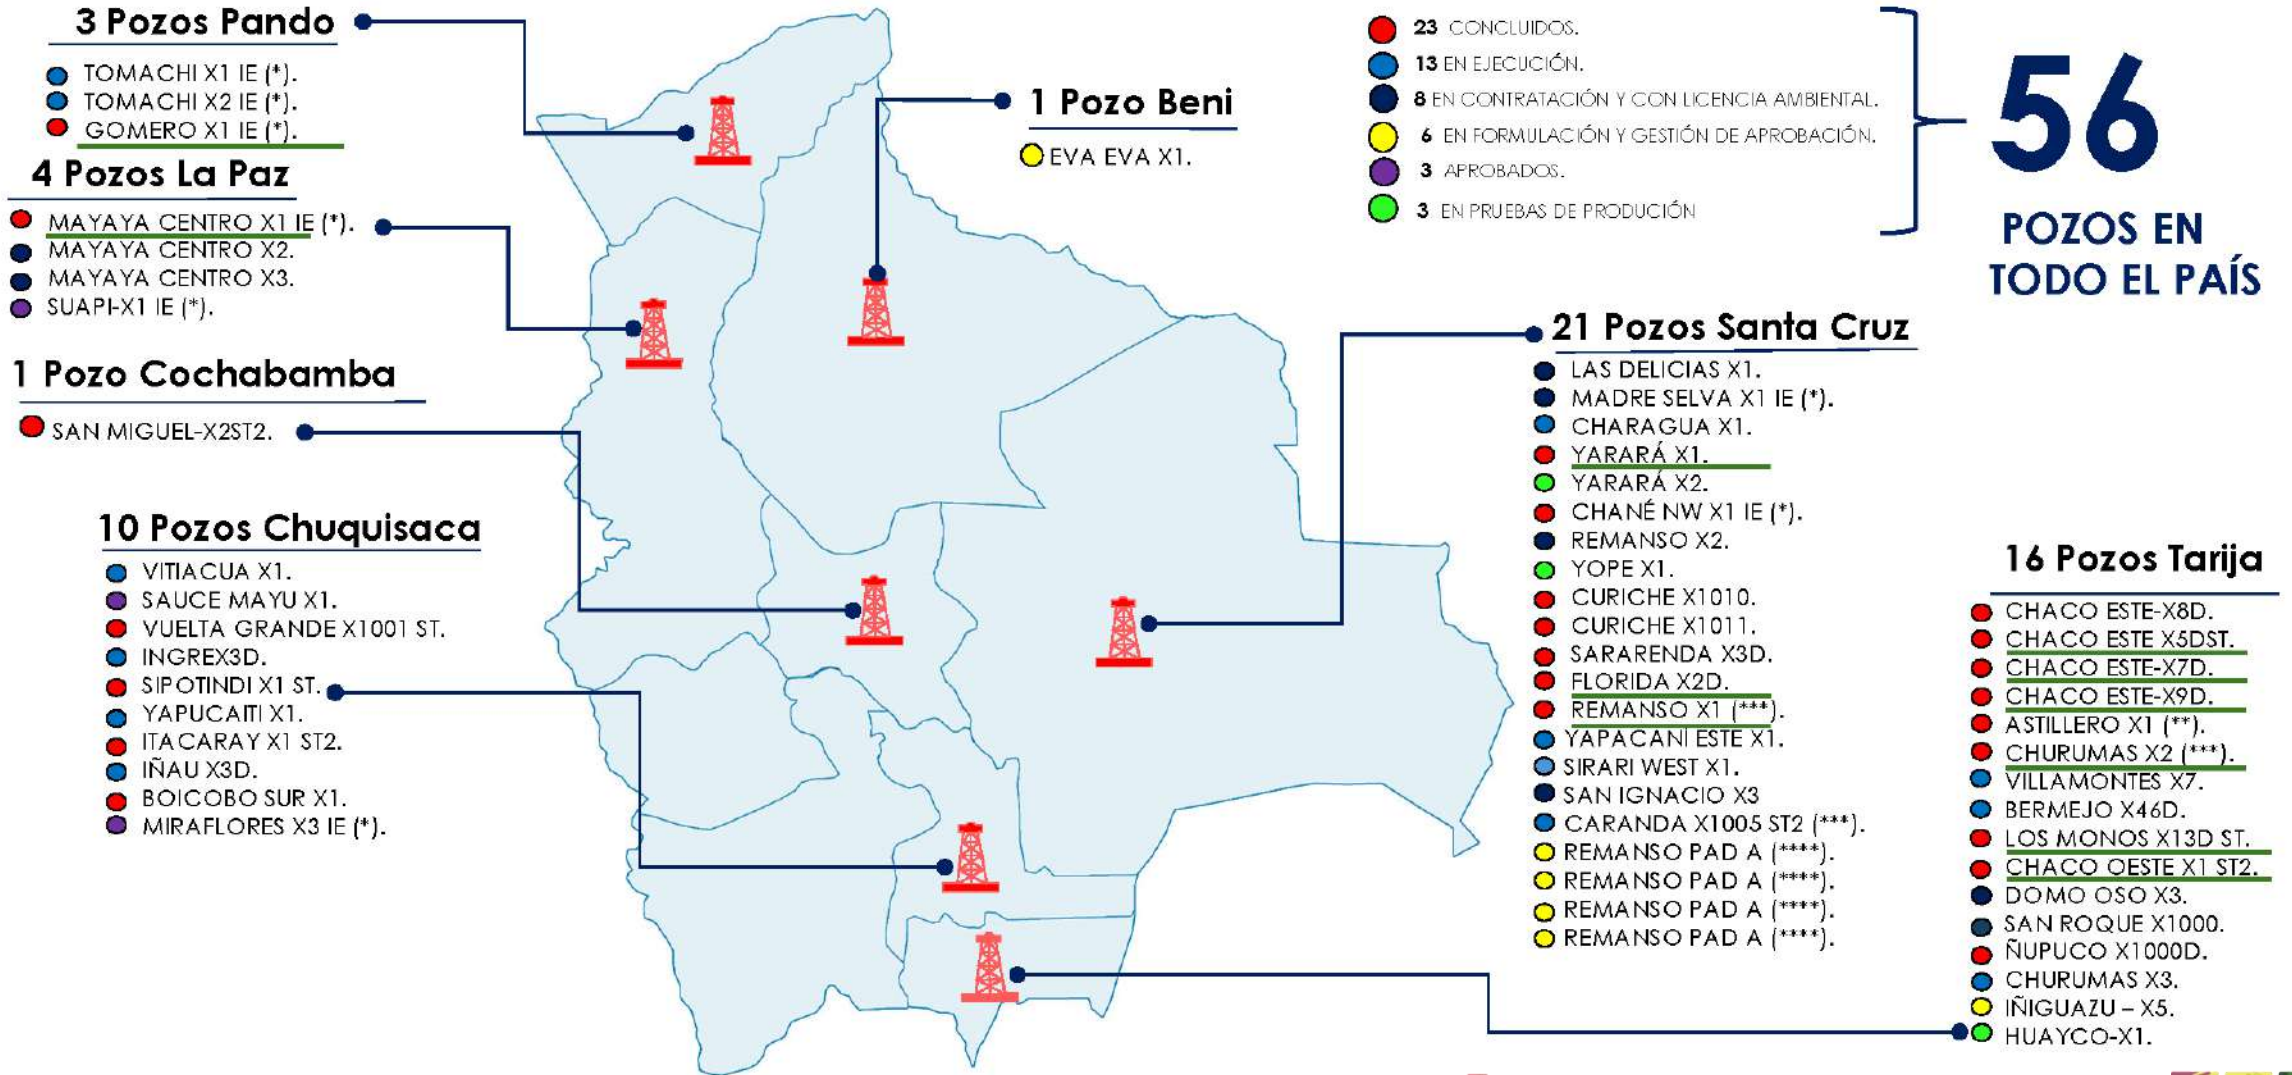 3 Pozos Pando
TOMACHI X1 IE (*).
TOMACHI X2 IE (*).
GOMERO X1 IE (*).
4 Pozos La Paz
MAYAYA CENTRO X1 IE (*).
MAYAYA CENTRO X2.
MAYAYA CENTRO X3.
SUAPI-X1 IE (*).
1 Pozo Cochabamba
SAN MIGUEL-X2ST2.
10 Pozos Chuquisaca
VITIACUA X1.
SAUCE MAYU X1.
VUELTA GRANDE X1001 ST.
INGREX3D.
SIPOTINDI X1 ST.
YAPUCAITI X1.
ITACARAY X1 ST2.
IÑAU X3D.
BOICOBO SUR X1.
MIRAFLORES X3 IE (*).
1 Pozo Beni
EVA EVA X1.
23 CONCLUIDOS.
13 EN EJECUCIÓN.
8 EN CONTRATACIÓN Y CON LICENCIA AMBIENTAL.
6 EN FORMULACIÓN Y GESTIÓN DE APROBACIÓN.
3 APROBADOS.
3 EN PRUEBAS DE PRODUCIÓN
56
POZOS EN
TODO EL PAÍS
21 Pozos Santa Cruz
LAS DELICIAS X1.
MADRE SELVA X1 IE (*).
CHARAGUA X1.
YARARÁ X1.
YARARÁ X2.
CHANÉ NW X1 IE (*).
REMANSO X2.
YOPE X1.
CURICHE X1010.
CURICHE X1011.
SARARENDA X3D.
FLORIDA X2D.
REMANSO X1 (***).
YAPACANÍ ESTE X1.
SIRARI WEST X1.
SAN IGNACIO X3
CARANDA X1005 ST2 (***).
REMANSO PAD A (****).
REMANSO PAD A (****).
REMANSO PAD A (****).
REMANSO PAD A (****).
16 Pozos Tarija
CHACO ESTE-X8D.
CHACO ESTE X5DST.
CHACO ESTE-X7D.
CHACO ESTE-X9D.
ASTILLERO X1 (**).
CHURUMAS X2 (***).
VILLAMONTES X7.
BERMEJO X46D.
LOS MONOS X13D ST.
CHACO OESTE X1 ST2.
DOMO OSO X3.
SAN ROQUE X1000.
ÑUPUCO X1000D.
CHURUMAS X3.
IÑIGUAZU – X5.
HUAYCO-X1.